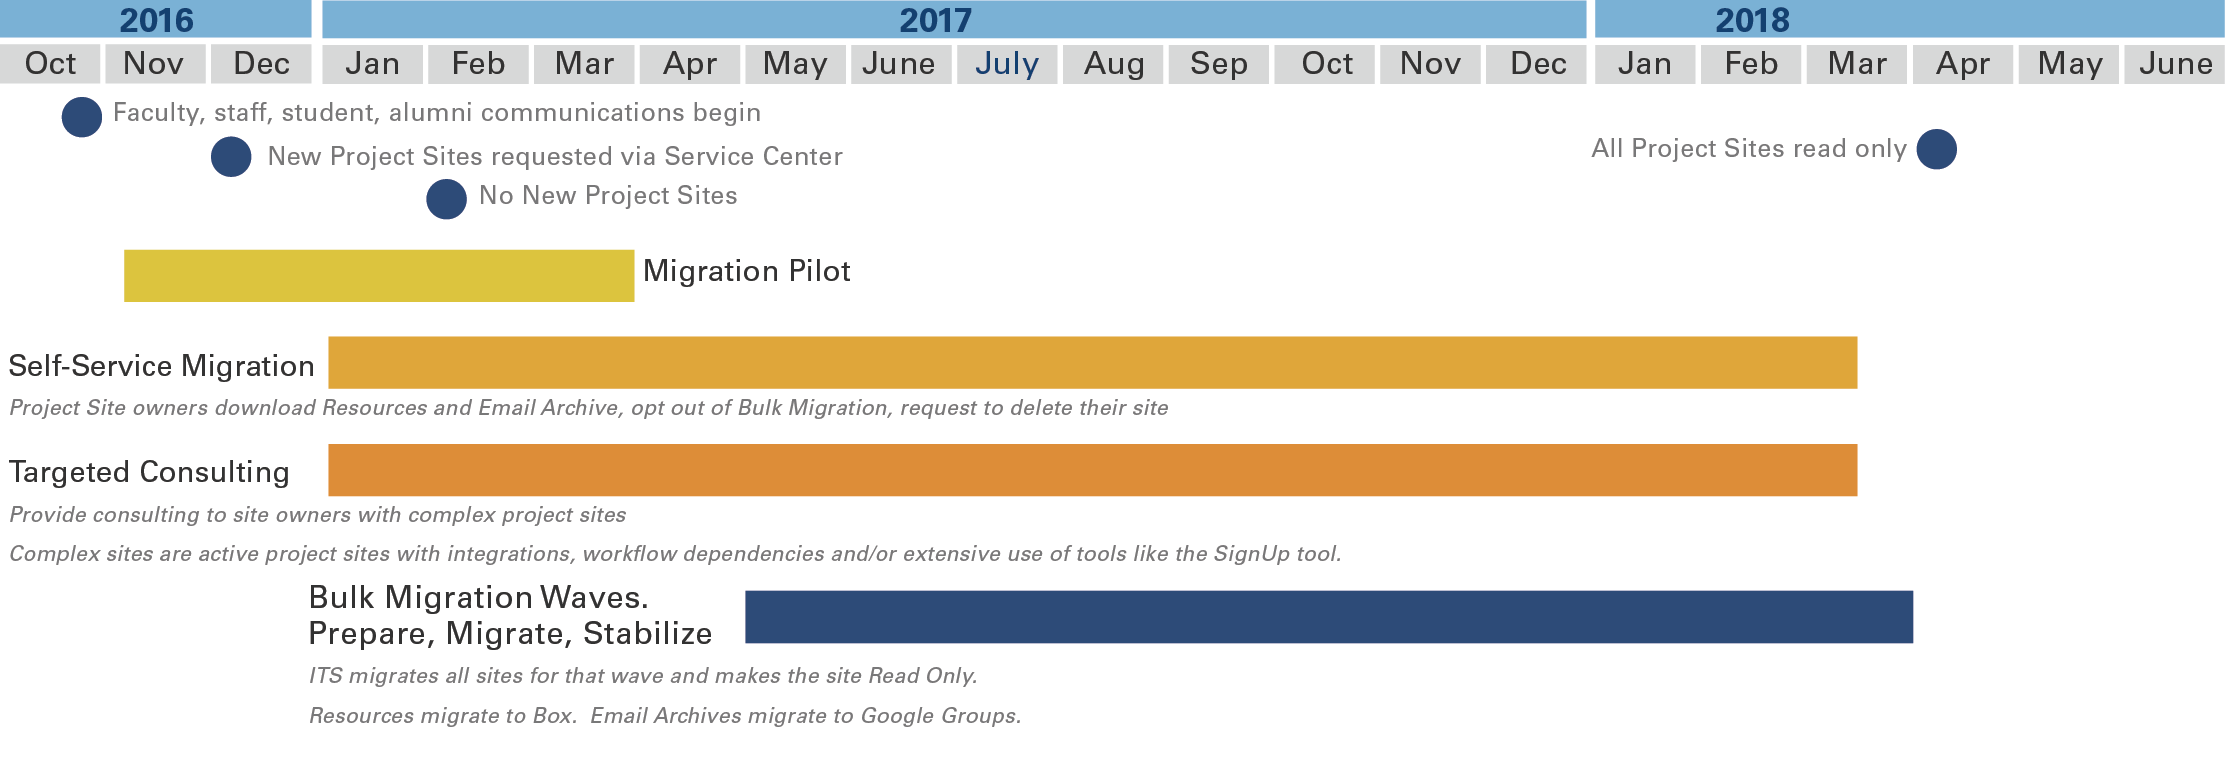 2016 2017 2018
Oct Nov Dec Jan Feb Mar Apr May June July Aug Sep Oct Nov Dec Jan Feb Mar Apr May June
Faculty, staff, student, alumni communications begin
All Project Sites read only
New Project Sites requested via Service Center
No New Project Sites
Migration Pilot
Self-Service Migration
Project Site owners download Resources and Email Archive, opt out of Bulk Migration, request to delete their site
Targeted Consulting
Provide consulting to site owners with complex project sites
Complex sites are active project sites with integrations, workflow dependencies and/or extensive use of tools like the SignUp tool.
Bulk Migration Waves.
Prepare, Migrate, Stabilize
ITS migrates all sites for that wave and makes the site Read Only.
Resources migrate to Box.  Email Archives migrate to Google Groups.